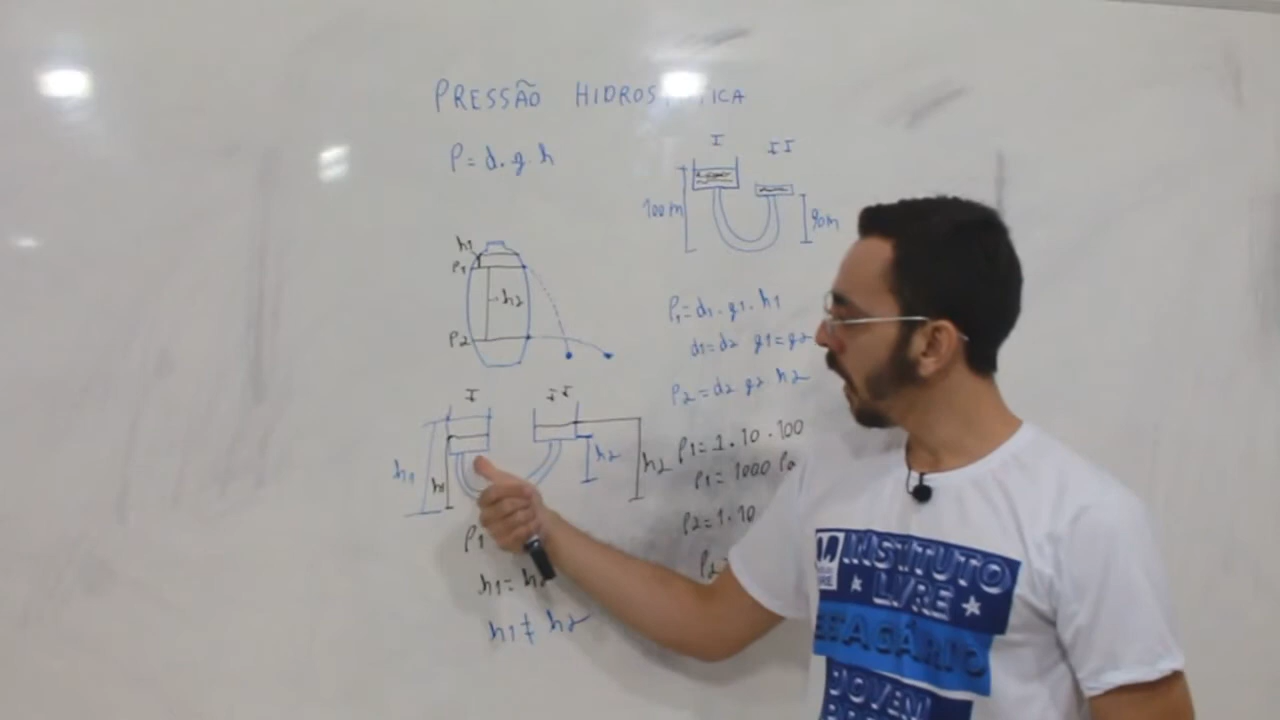 PRESSÃO HIDROSTÁTICA
P = d . g . h
I II
100 m
90m
h1
P1
h2
P2
P1 = d1 . g1 . h1
d1 = d2 g1 = g2
P2 = d2 g2 h2
I II
h1
h2
h2
P1 = 1 . 10 . 100
P1 = 1000 Pa
P2 = 1 . 10
P1
h1 = h2
h1 ≠ h2
INSTITUTO
LIVRE